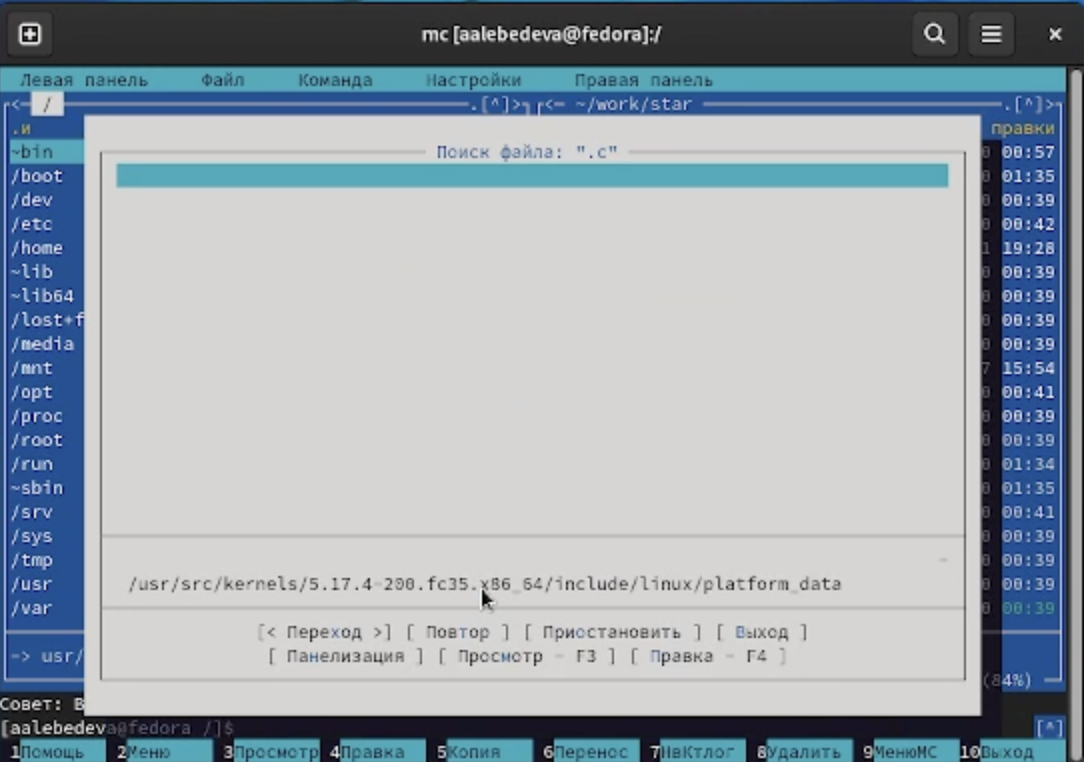 mc [aalebedeva@fedora]:/
Левая панель Файл Команда Настройки Правая панель
<– / .[^]> <– ~/work/star .[^]>
.и правки
~bin 00:57
/boot 01:35
/dev 00:39
/etc 00:42
/home 19:28
~lib 00:39
~lib64 00:39
/lost+f 00:39
/media 00:39
/mnt 15:54
/opt 00:41
/proc 00:39
/root 00:39
/run 01:34
~sbin 01:35
/srv 00:41
/sys 00:39
/tmp 00:39
/usr 00:39
/var 00:39
-> usr/
(84%)
Поиск файла: ".c"
/usr/src/kernels/5.17.4-200.fc35.x86_64/include/linux/platform_data
[< Переход >] [ Повтор ] [ Приостановить ] [ Выход ]
[ Панелизация ] [ Просмотр - F3 ] [ Правка - F4 ]
Совет: В
[aalebedeva@fedora /]$ [^]
1Помощь 2Меню 3Просмотр 4Правка 5Копия 6Перенос 7НвКтлог 8Удалить 9МенюМС 10Выход